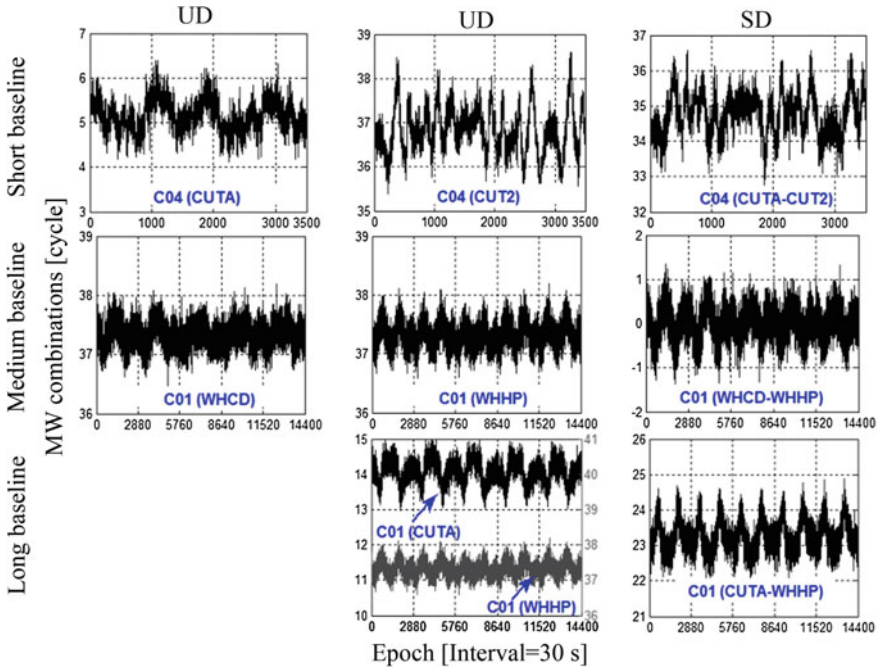 UD
UD
SD
Short baseline
Medium baseline
Long baseline
MW combinations [cycle]
7
6
5
4
3
0 1000 2000 3000 3500
C04 (CUTA)
39
38
37
36
35
0 1000 2000 3000 3500
C04 (CUT2)
37
36
35
34
33
32
0 1000 2000 3000
C04 (CUTA-CUT2)
39
38
37
36
0 2880 5760 8640 11520 14400
C01 (WHCD)
39
38
37
36
0 2880 5760 8640 11520 14400
C01 (WHHP)
2
1
0
-1
-2
0 2880 5760 8640 11520 14400
C01 (WHCD-WHHP)
15
14
13
12
11
10
41
40
39
38
37
36
C01 (CUTA)
C01 (WHHP)
0 2880 5760 8640 11520 14400
26
25
24
23
22
21
C01 (CUTA-WHHP)
0 2880 5760 8640 11520 14400
Epoch [Interval=30 s]